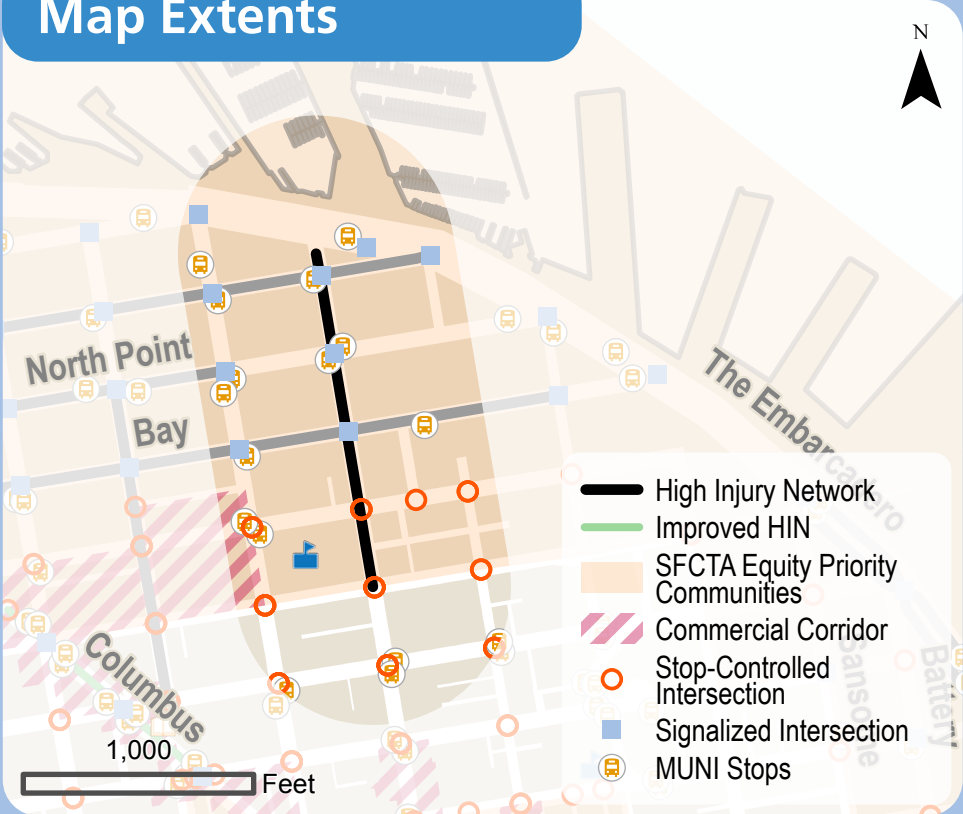 Map Extents
N
North Point
Bay
The Embarcadero
Columbus
Sansome
Battery
1,000
Feet
High Injury Network
Improved HIN
SFCTA Equity Priority
Communities
Commercial Corridor
Stop-Controlled
Intersection
Signalized Intersection
MUNI Stops